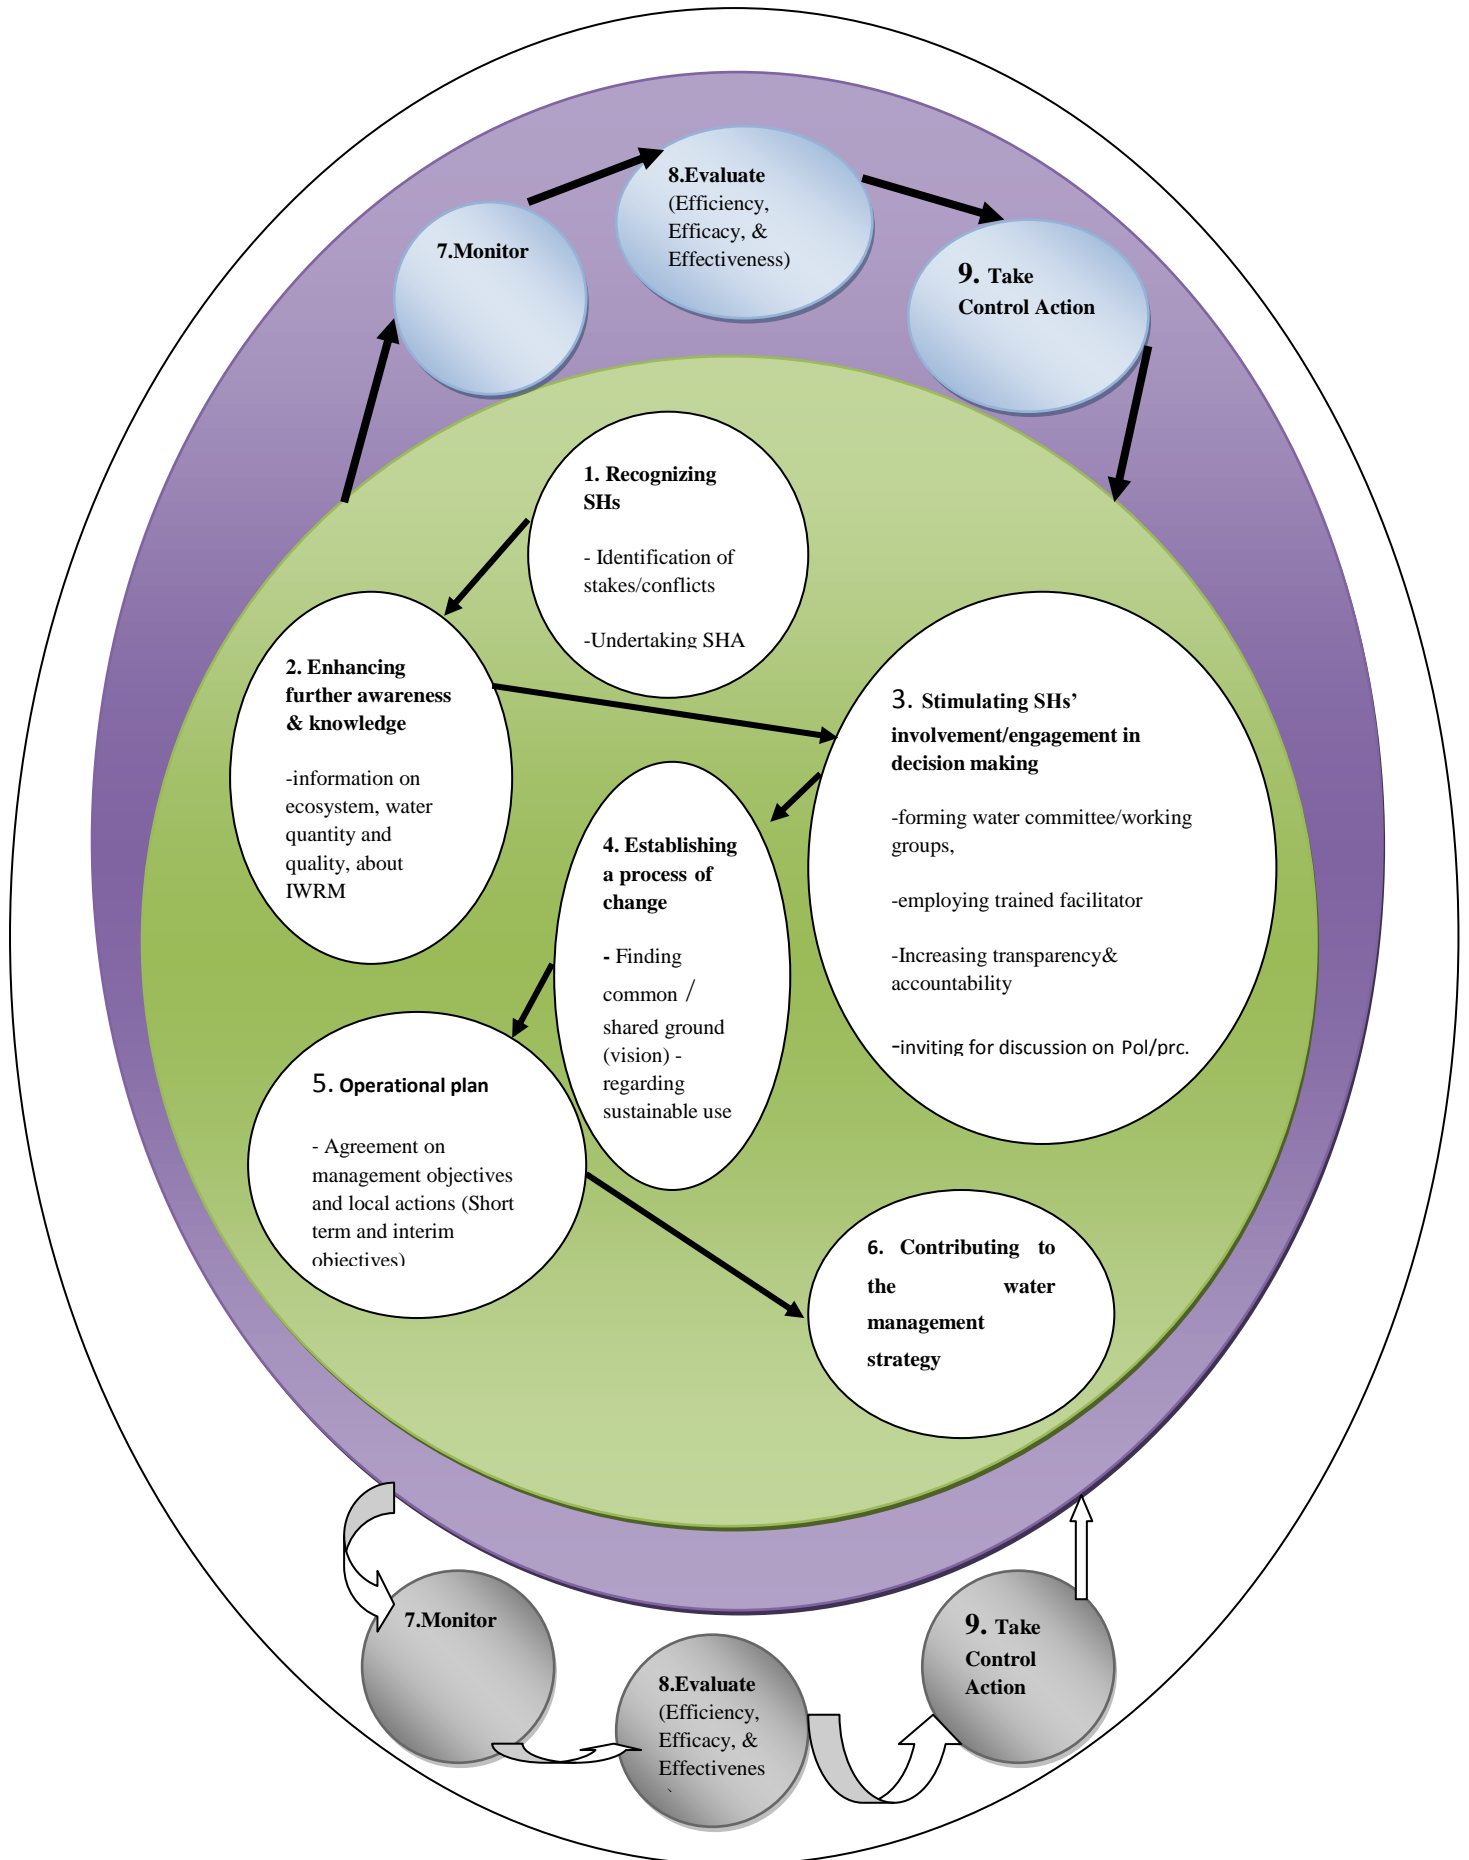 8.Evaluate
(Efficiency,
Efficacy, &
Effectiveness)
7.Monitor
9. Take
Control Action
1. Recognizing
SHs
- Identification of
stakes/conflicts
-Undertaking SHA
2. Enhancing
further awareness
& knowledge
-information on
ecosystem, water
quantity and
quality, about
IWRM
3. Stimulating SHs’
involvement/engagement in
decision making
-forming water committee/working
groups,
-employing trained facilitator
-Increasing transparency&
accountability
-inviting for discussion on Pol/prc.
4. Establishing
a process of
change
- Finding
common /
shared ground
(vision) -
regarding
sustainable use
5. Operational plan
- Agreement on
management objectives
and local actions (Short
term and interim
objectives)
6. Contributing to
the water
management
strategy
7.Monitor
8.Evaluate
(Efficiency,
Efficacy, &
Effectivenes
9. Take
Control
Action